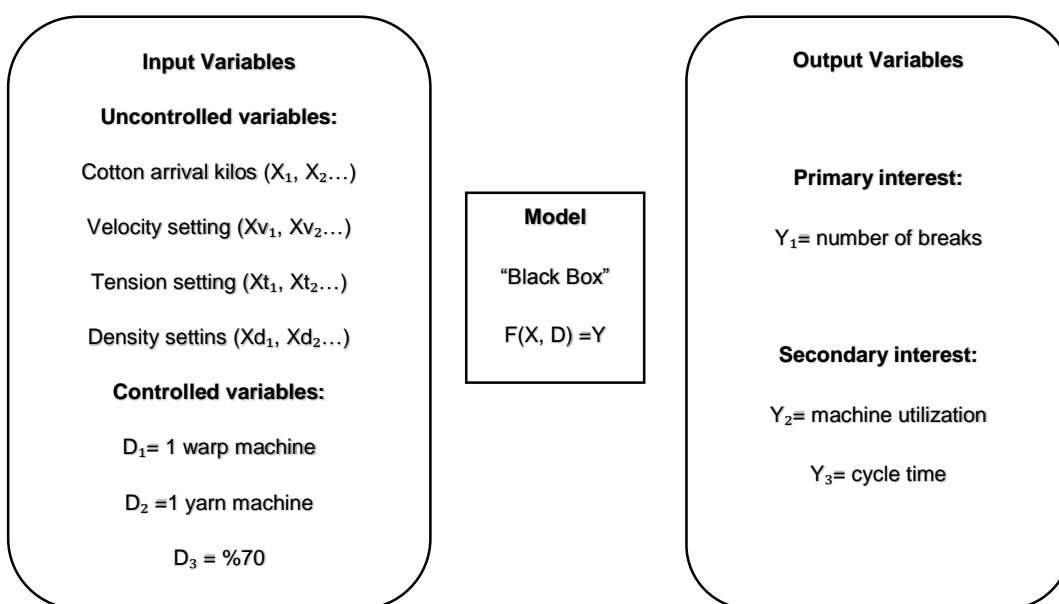 Input Variables
Uncontrolled variables:
Cotton arrival kilos (X₁, X₂…)
Velocity setting (Xv₁, Xv₂…)
Tension setting (Xt₁, Xt₂…)
Density settins (Xd₁, Xd₂…)
Controlled variables:
D₁= 1 warp machine
D₂ =1 yarn machine
D₃ = %70
Model
“Black Box”
F(X, D) =Y
Output Variables
Primary interest:
Y₁= number of breaks
Secondary interest:
Y₂= machine utilization
Y₃= cycle time